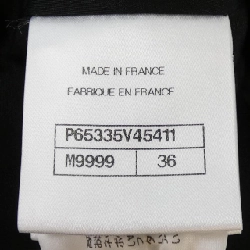 MADE IN FRANCE
FABRIQUE EN FRANCE
P65335V45411
M9999 36